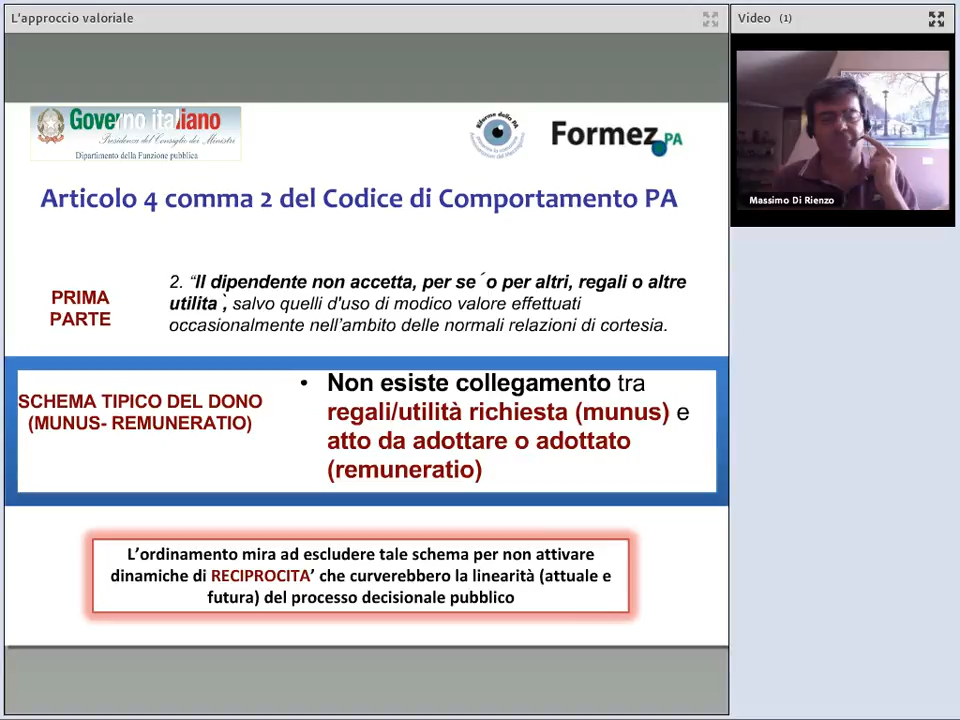 L'approccio valoriale
Video (1)
Governo italiano
Presidenza del Consiglio dei Ministri
Dipartimento della Funzione pubblica
Riforme della PA
Formez PA
Massimo Di Rienzo
Articolo 4 comma 2 del Codice di Comportamento PA
PRIMA
PARTE
2. “Il dipendente non accetta, per se´o per altri, regali o altre
utilita`, salvo quelli d'uso di modico valore effettuati
occasionalmente nell’ambito delle normali relazioni di cortesia.
SCHEMA TIPICO DEL DONO
(MUNUS- REMUNERATIO)
• Non esiste collegamento tra
regali/utilità richiesta (munus) e
atto da adottare o adottato
(remuneratio)
L’ordinamento mira ad escludere tale schema per non attivare
dinamiche di RECIPROCITA’ che curverebbero la linearità (attuale e
futura) del processo decisionale pubblico